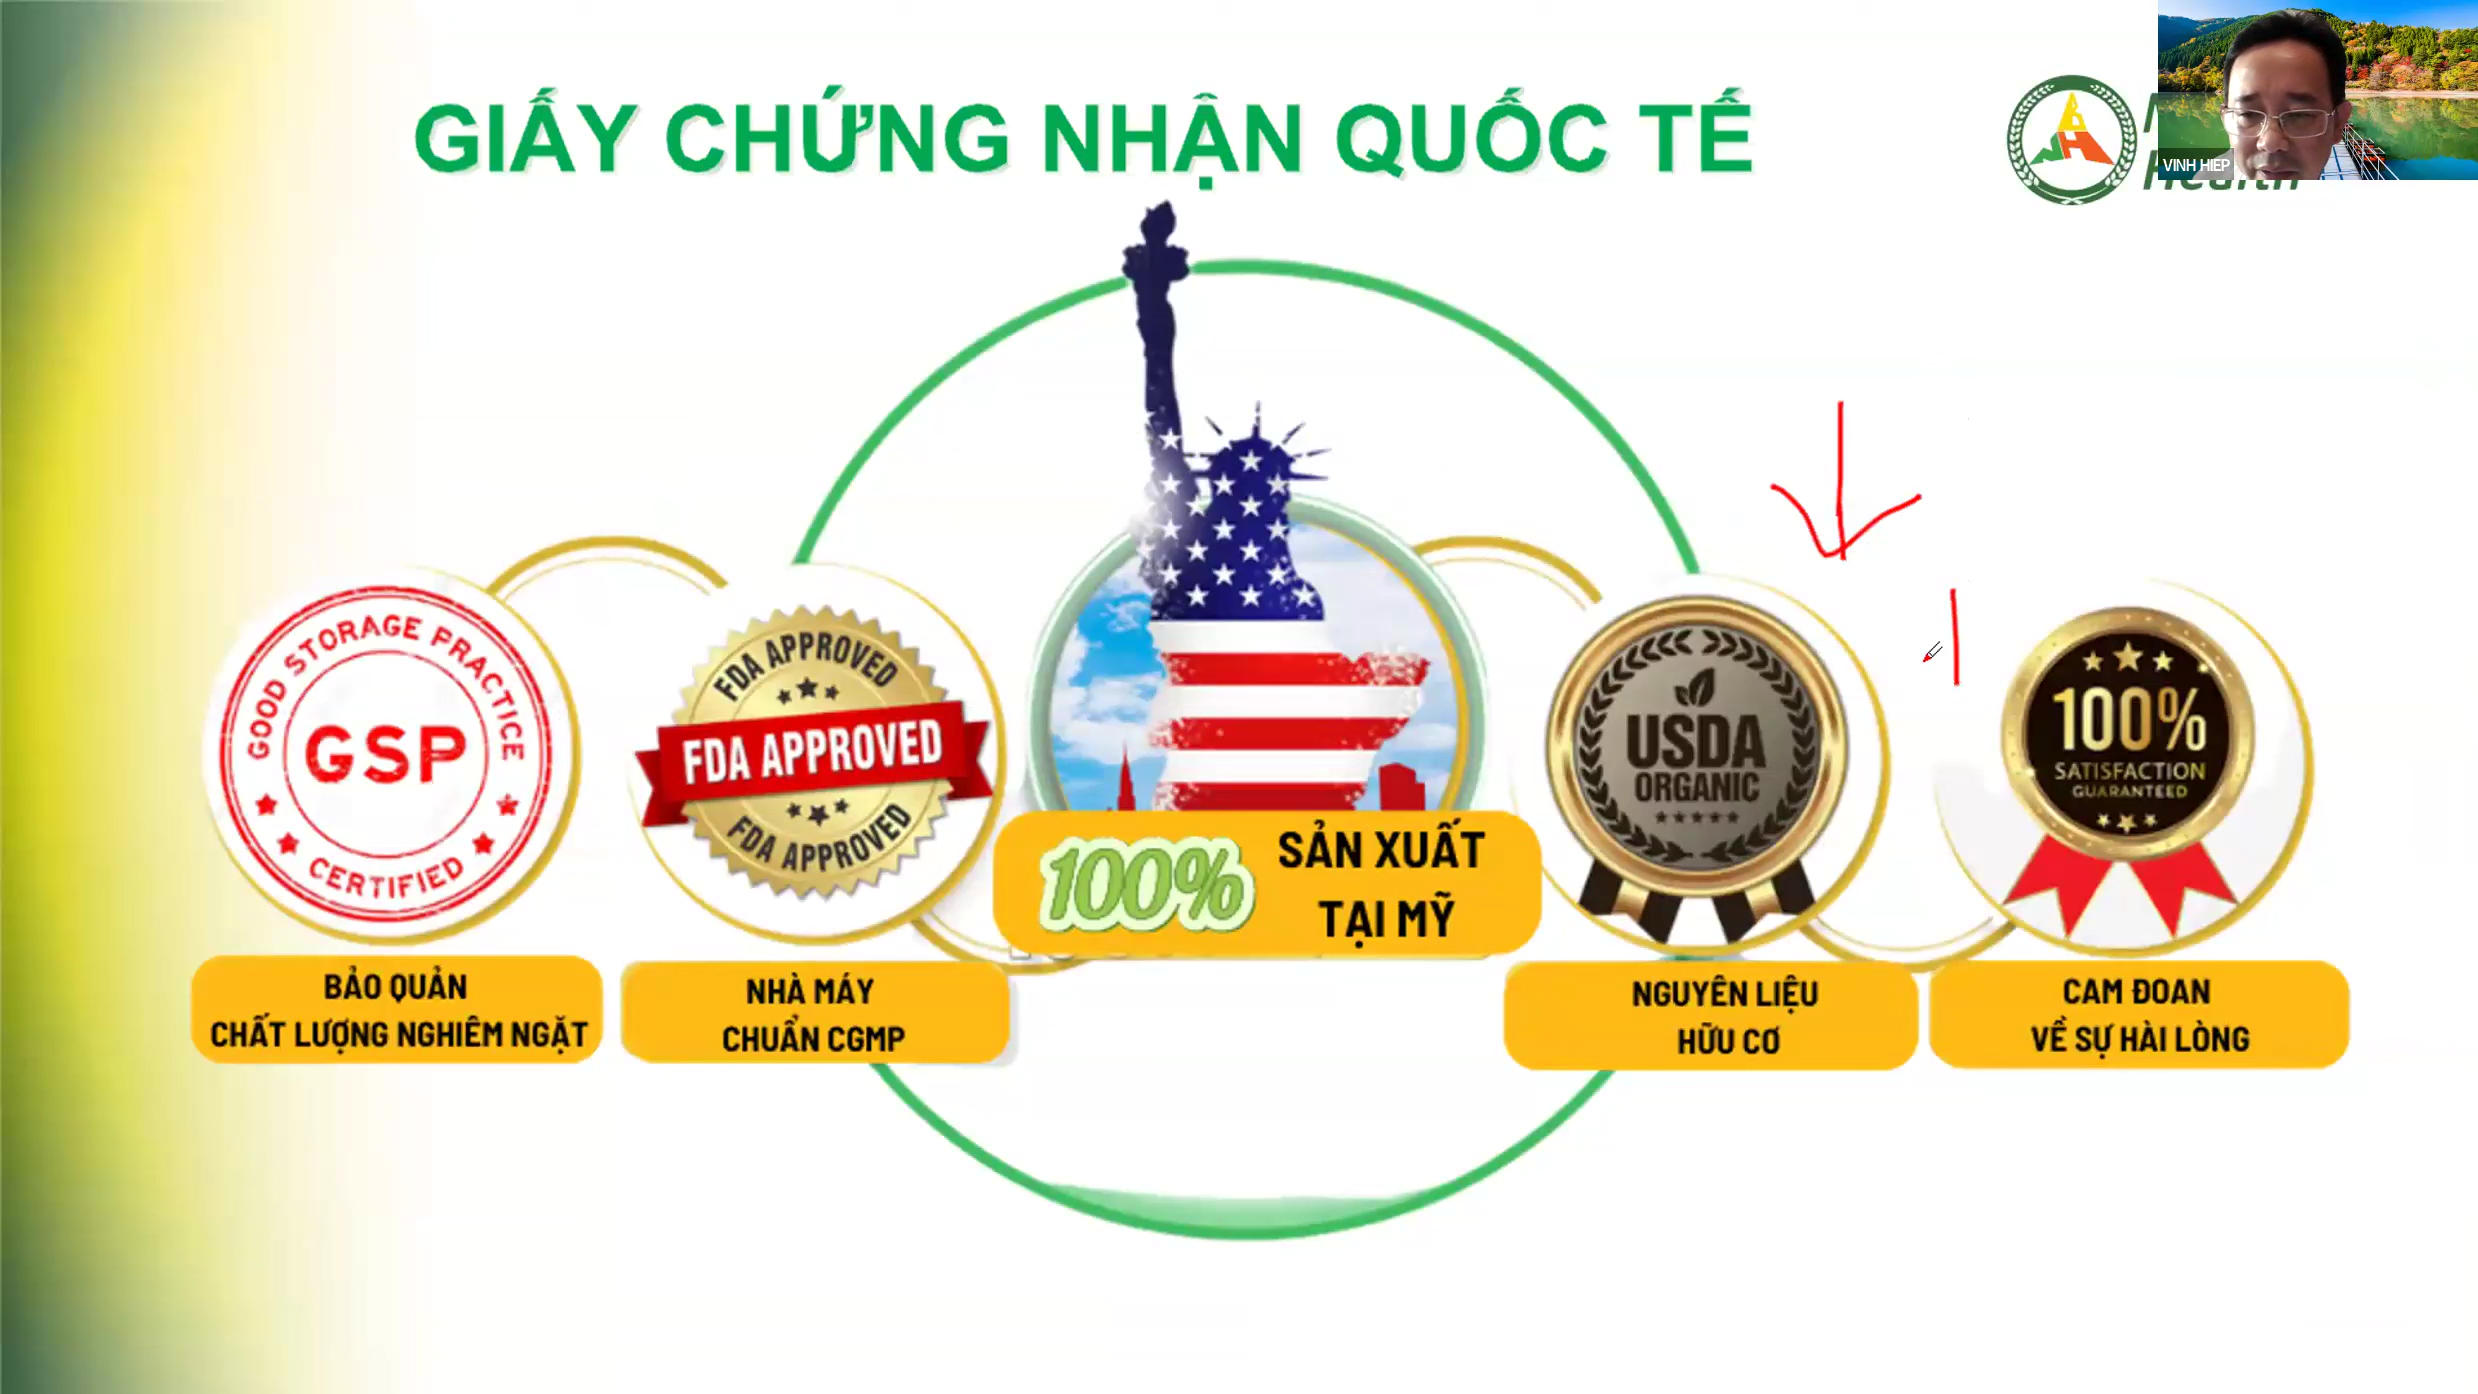 GIẤY CHỨNG NHẬN QUỐC TẾ
VINH HIEP
GOOD STORAGE PRACTICE
GSP
CERTIFIED
BẢO QUẢN
CHẤT LƯỢNG NGHIÊM NGẶT
FDA APPROVED
FDA APPROVED
FDA APPROVED
NHÀ MÁY
CHUẨN CGMP
100%
SẢN XUẤT
TẠI MỸ
USDA
ORGANIC
NGUYÊN LIỆU
HỮU CƠ
100%
SATISFACTION
GUARANTEED
CAM ĐOAN
VỀ SỰ HÀI LÒNG